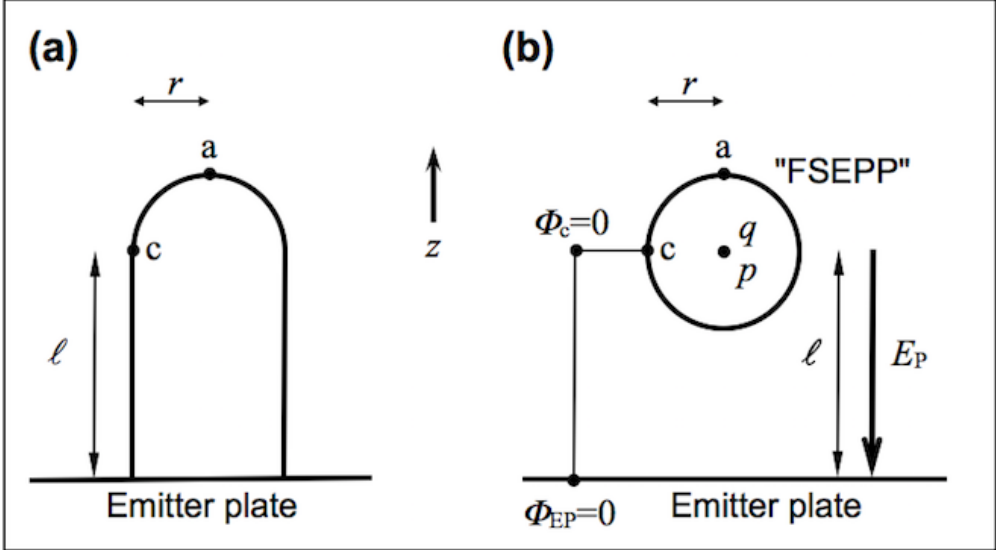 (a)
r
a
c
ℓ
Emitter plate
z
(b)
r
a
"FSEPP"
Φc=0
c
q
p
ℓ
EP
ΦEP=0
Emitter plate